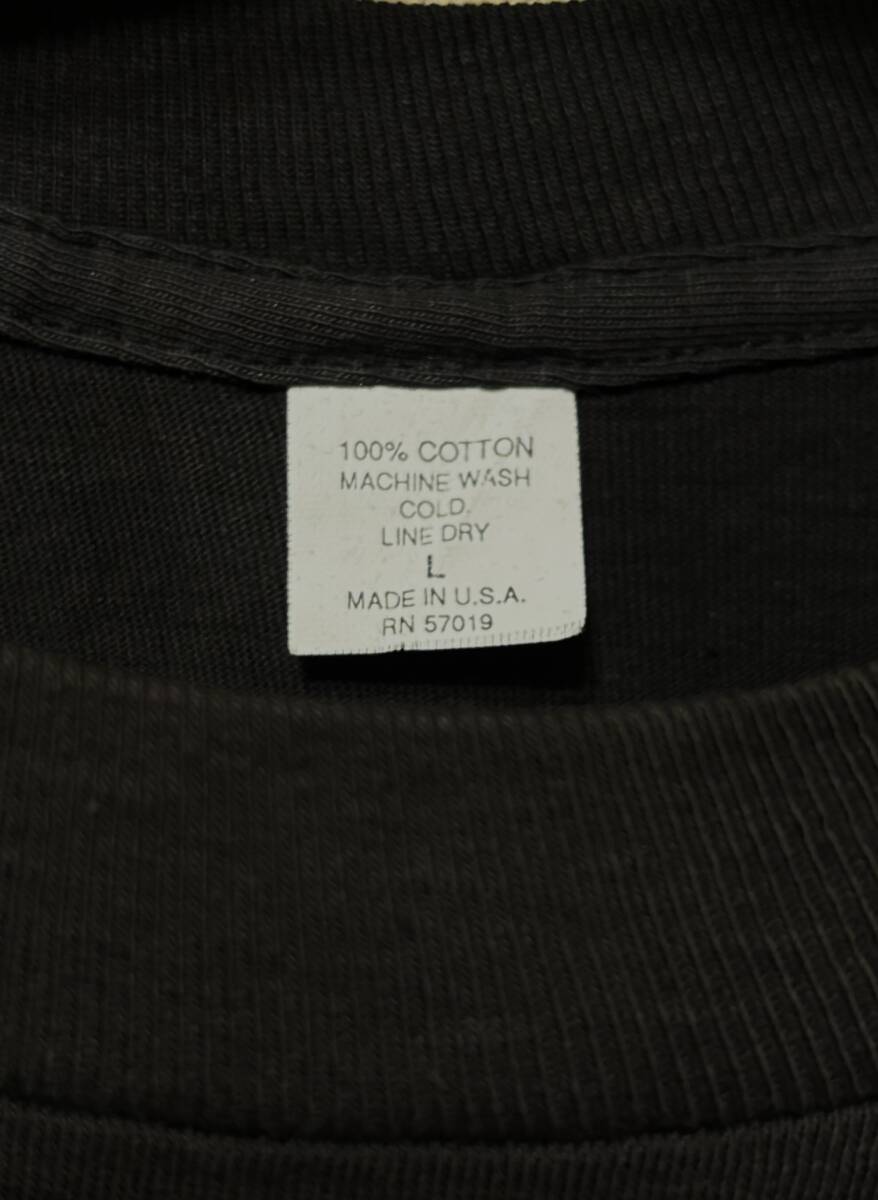 100% COTTON
MACHINE WASH
COLD.
LINE DRY
L
MADE IN U.S.A.
RN 57019